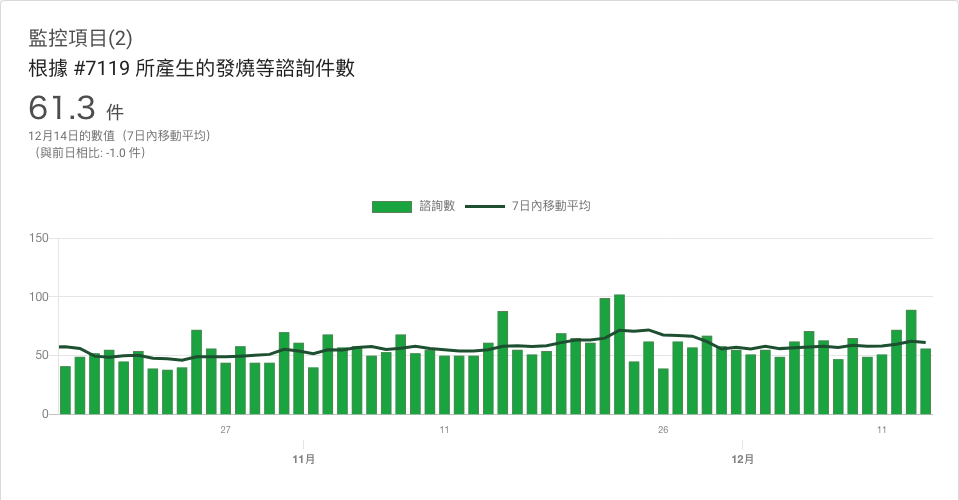 監控項目(2)
根據 #7119 所產生的發燒等諮詢件數
61.3 件
12月14日的數值（7日內移動平均）
（與前日相比: -1.0 件）
諮詢數 7日內移動平均
150
100
50
0
27 11 26 11
11月 12月